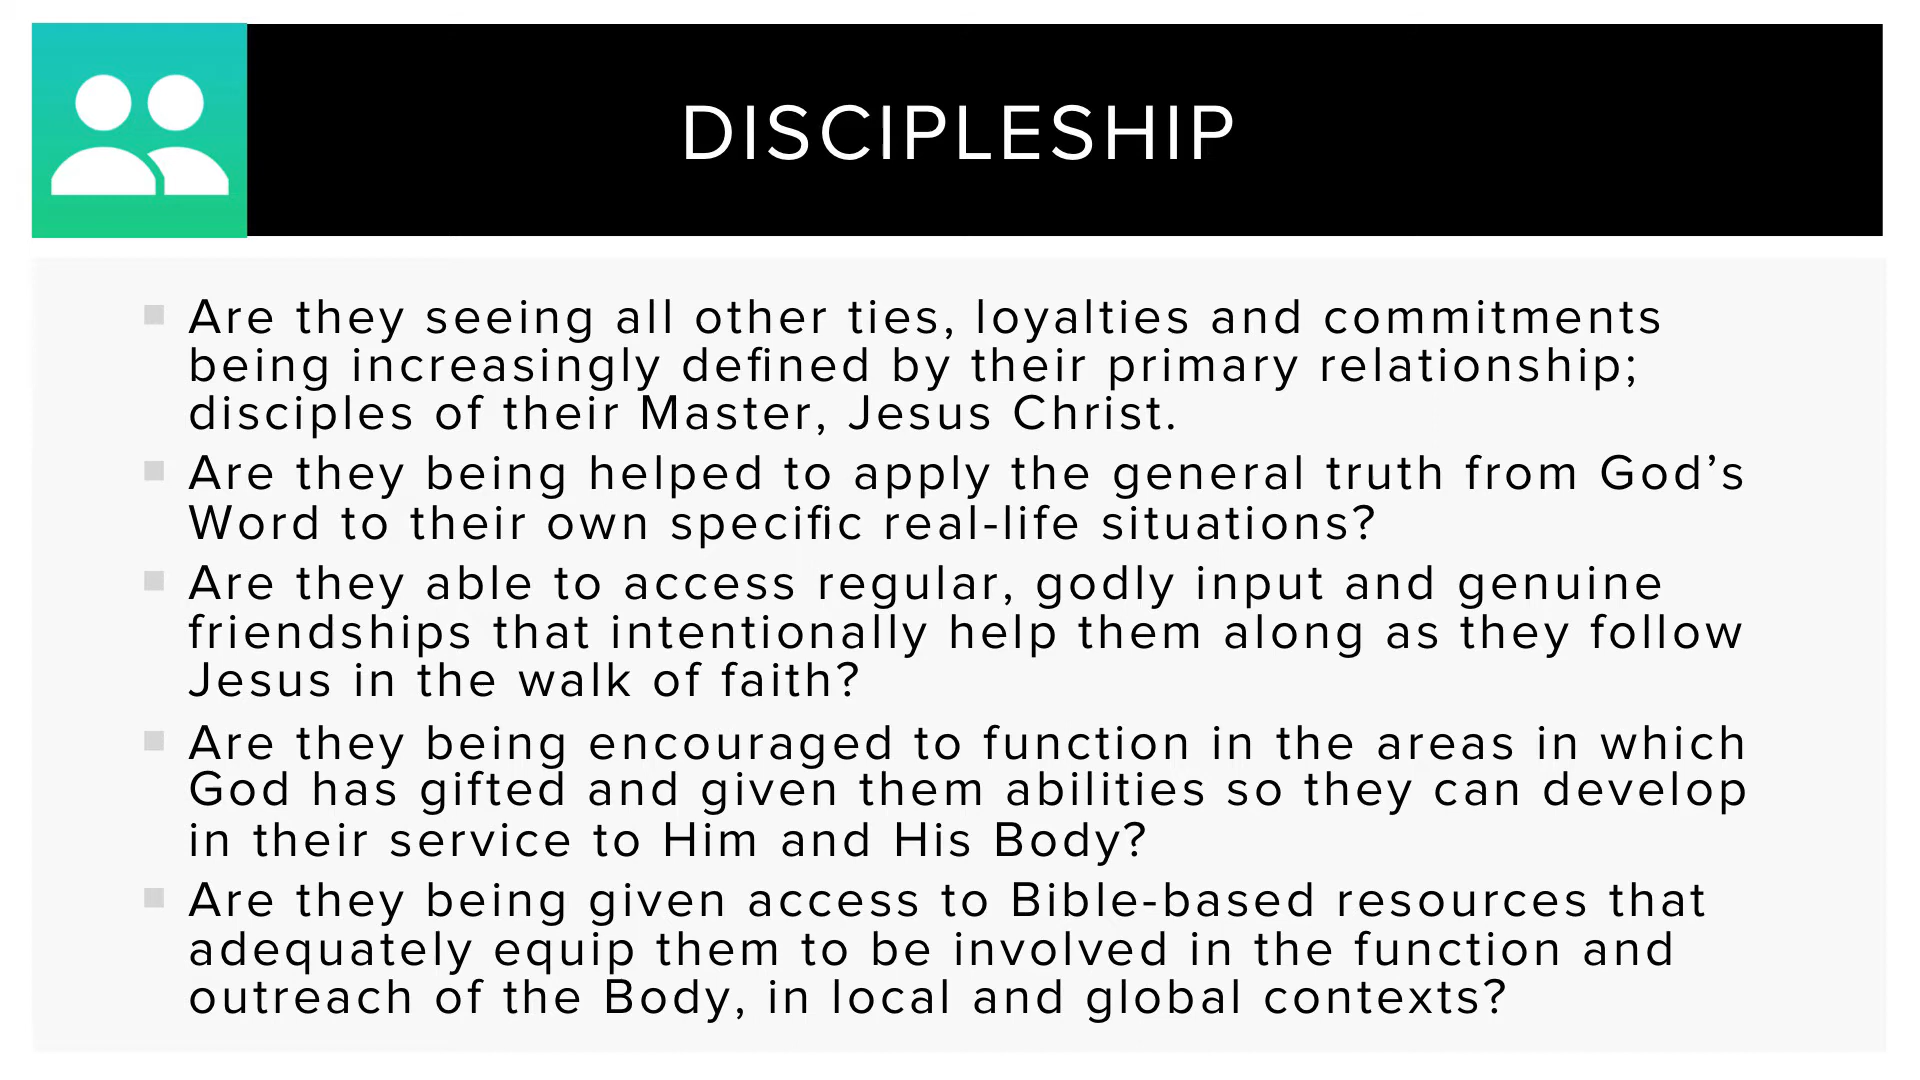 DISCIPLESHIP
Are they seeing all other ties, loyalties and commitments
being increasingly defined by their primary relationship;
disciples of their Master, Jesus Christ.
Are they being helped to apply the general truth from God’s
Word to their own specific real-life situations?
Are they able to access regular, godly input and genuine
friendships that intentionally help them along as they follow
Jesus in the walk of faith?
Are they being encouraged to function in the areas in which
God has gifted and given them abilities so they can develop
in their service to Him and His Body?
Are they being given access to Bible-based resources that
adequately equip them to be involved in the function and
outreach of the Body, in local and global contexts?